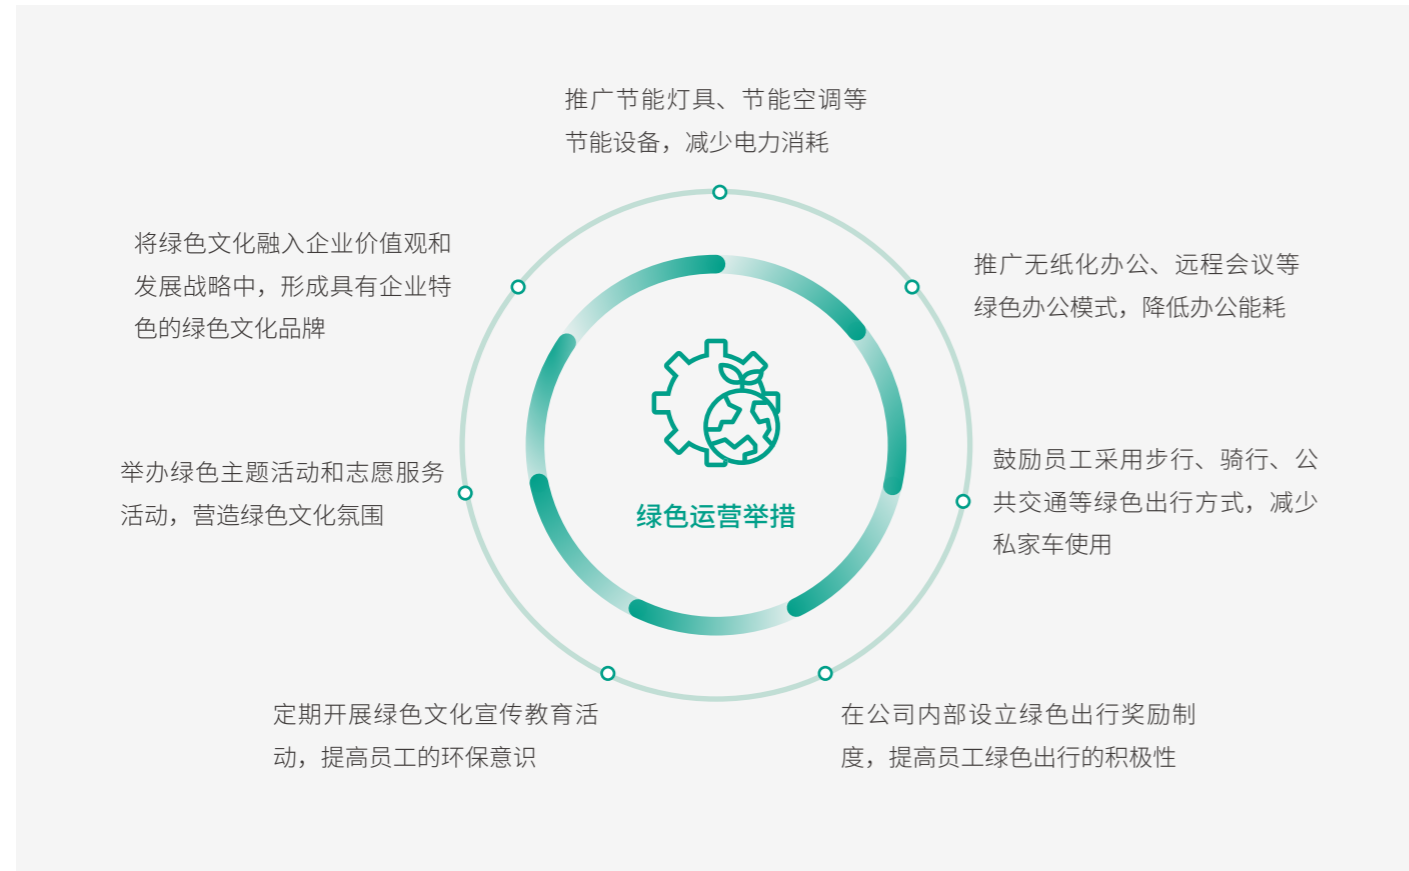 推广节能灯具、节能空调等
节能设备，减少电力消耗
推广无纸化办公、远程会议等
绿色办公模式，降低办公能耗
鼓励员工采用步行、骑行、公
共交通等绿色出行方式，减少
私家车使用
在公司内部设立绿色出行奖励制
度，提高员工绿色出行的积极性
定期开展绿色文化宣传教育活
动，提高员工的环保意识
举办绿色主题活动和志愿服务
活动，营造绿色文化氛围
将绿色文化融入企业价值观和
发展战略中，形成具有企业特
色的绿色文化品牌
绿色运营举措